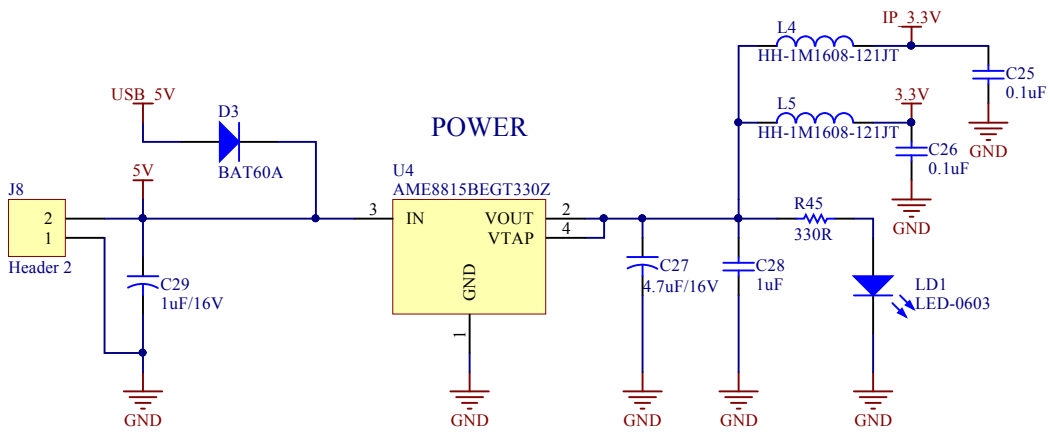 L4
IP_3.3V
HH-1M1608-121JT
C25
0.1uF
GND
USB_5V
D3
BAT60A
POWER
L5
3.3V
HH-1M1608-121JT
C26
0.1uF
GND
5V
U4
AME8815BEGT330Z
J8
2
1
Header 2
3
IN
VOUT
2
VTAP
4
GND
1
R45
330R
C29
1uF/16V
C27
4.7uF/16V
C28
1uF
LD1
LED-0603
GND
GND
GND
GND
GND